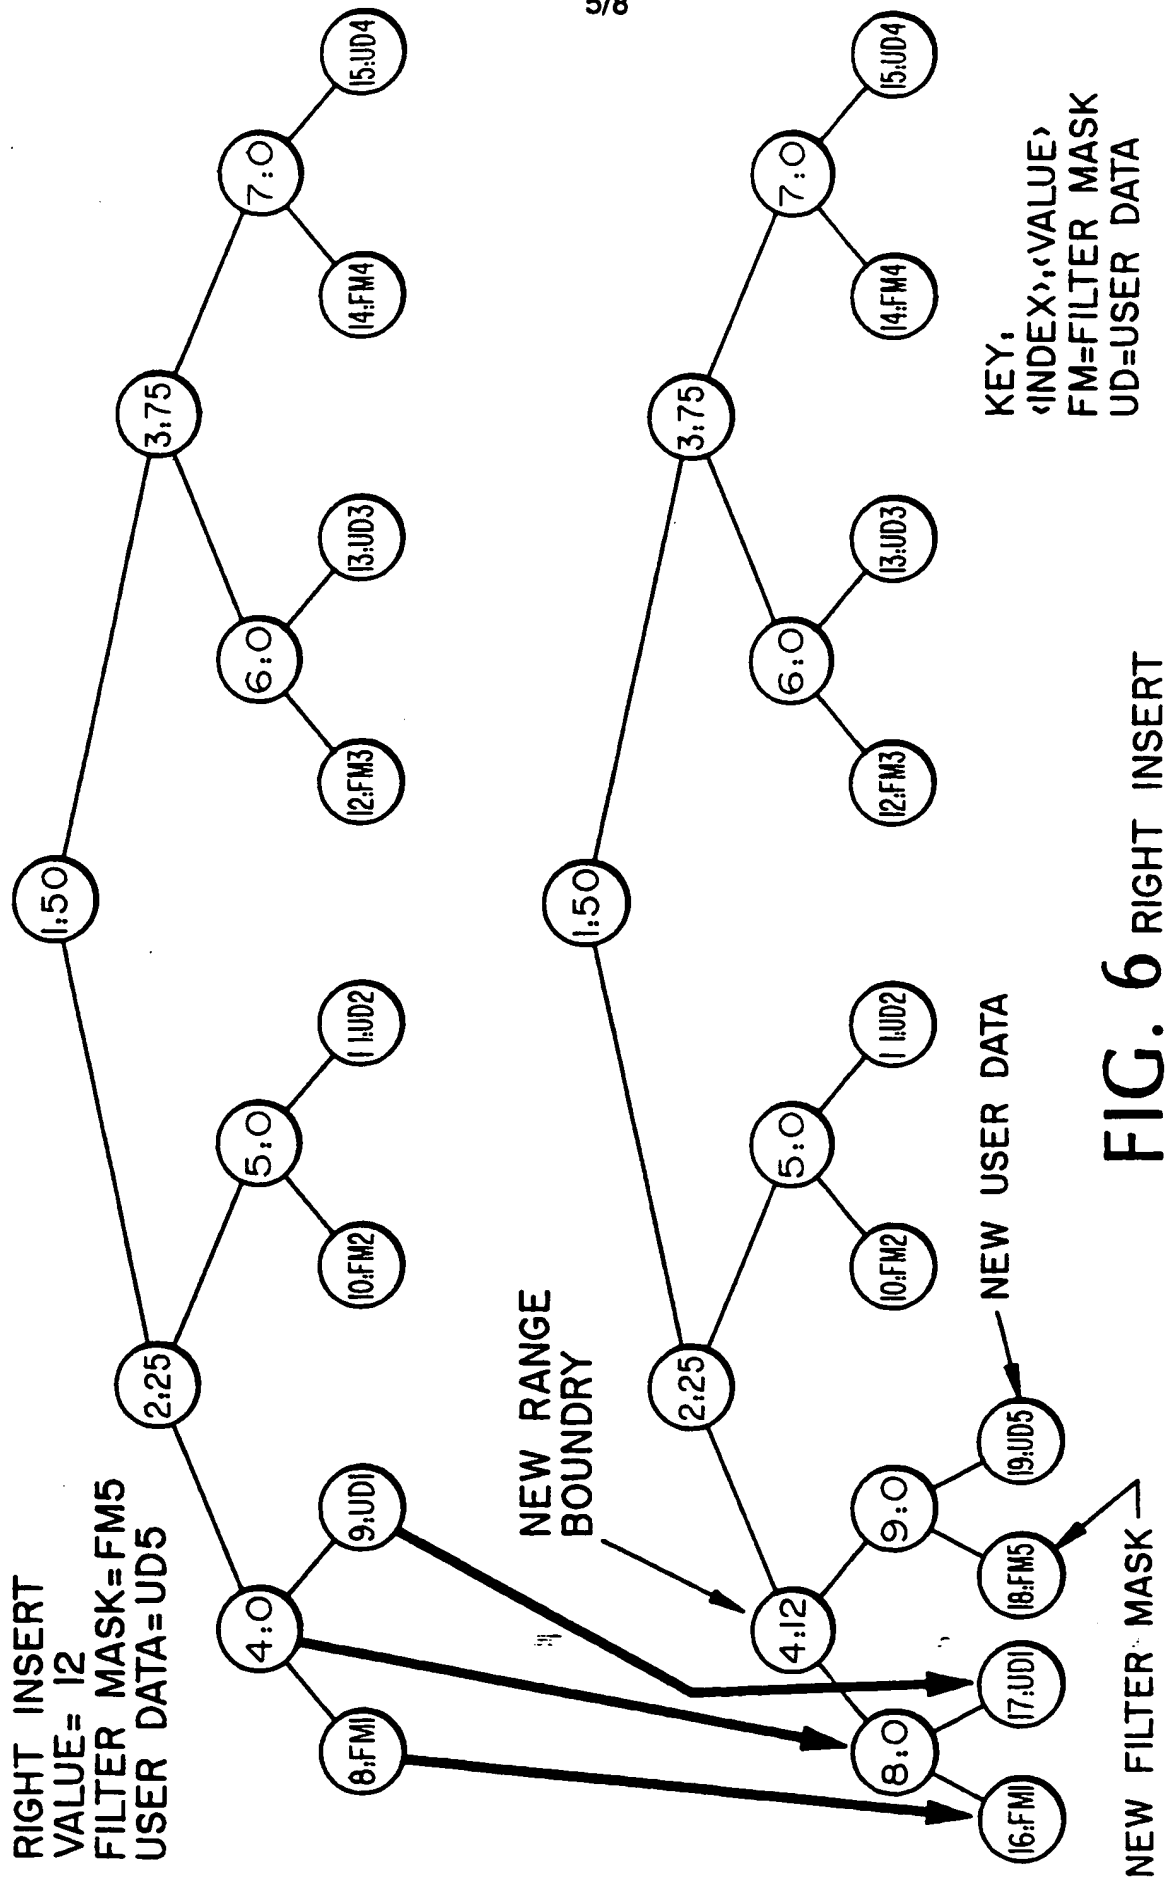 5/8
RIGHT INSERT
VALUE= 12
FILTER MASK=FM5
USER DATA=UD5
1:50
2:25
3:75
4:0
5:0
6:0
7:0
8:FM1
9:UD1
10:FM2
11:UD2
12:FM3
13:UD3
14:FM4
15:UD4
NEW RANGE
BOUNDRY
1:50
2:25
3:75
4:12
5:0
6:0
7:0
8:0
9:0
10:FM2
11:UD2
12:FM3
13:UD3
14:FM4
15:UD4
16:FM1
17:UD1
18:FM5
19:UD5
NEW USER DATA
NEW FILTER MASK
KEY:
<INDEX>:<VALUE>
FM=FILTER MASK
UD=USER DATA
FIG. 6 RIGHT INSERT